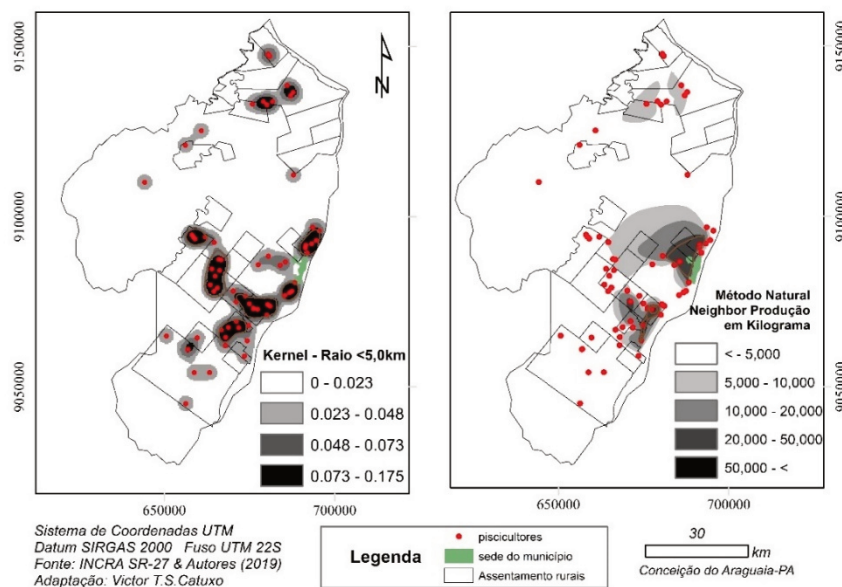 9150000
9100000
9050000
N
Kernel - Raio <5,0km
0 - 0.023
0.023 - 0.048
0.048 - 0.073
0.073 - 0.175
650000
700000
Método Natural
Neighbor Produção
em Kilograma
< - 5,000
5,000 - 10,000
10,000 - 20,000
20,000 - 50,000
50,000 - <
9150000
9100000
9050000
650000
700000
Sistema de Coordenadas UTM
Datum SIRGAS 2000 Fuso UTM 22S
Fonte: INCRA SR-27 & Autores (2019)
Adaptação: Victor T.S.Catuxo
Legenda
piscicultores
sede do município
Assentamento rurais
30
km
Conceição do Araguaia-PA